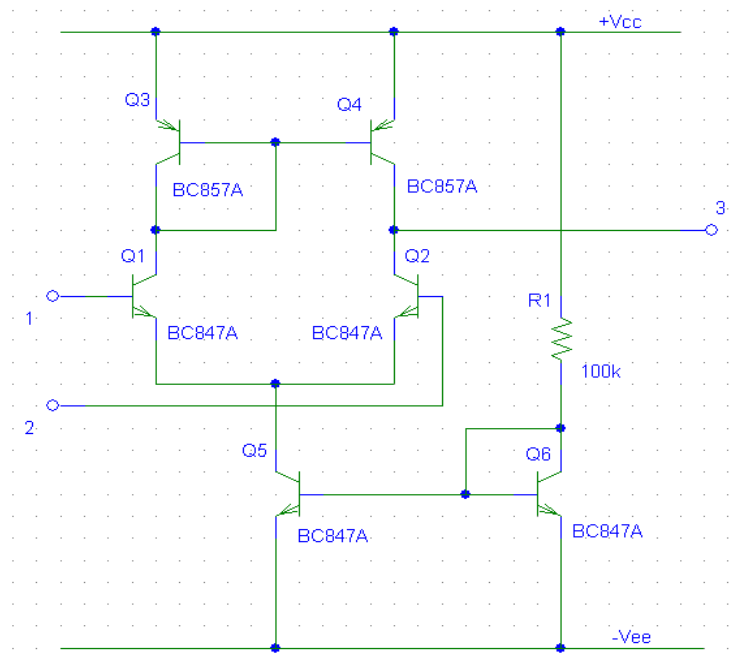 +Vcc
Q3
Q4
BC857A
BC857A
3
Q1
Q2
R1
1
BC847A
BC847A
100k
2
Q5
Q6
BC847A
BC847A
-Vee